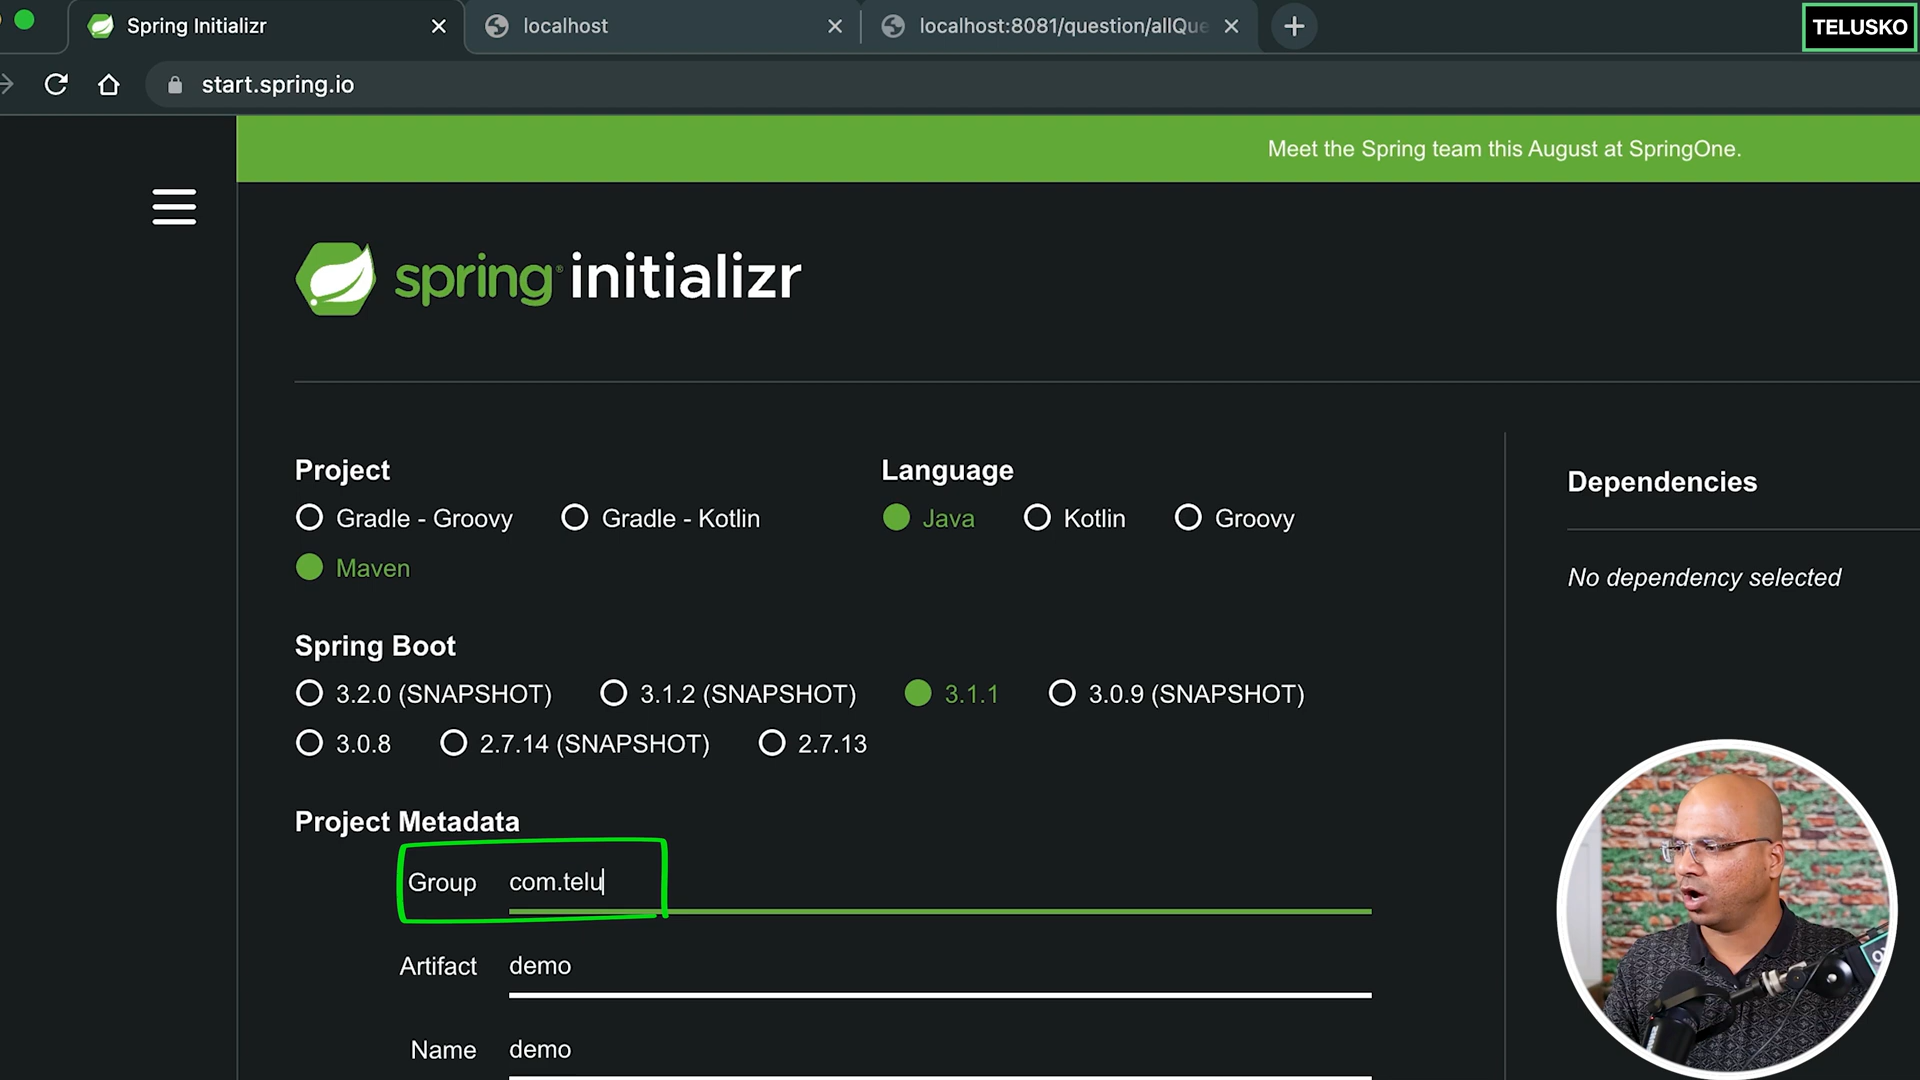 Spring Initializr
localhost
localhost:8081/question/allQue
TELUSKO
start.spring.io
Meet the Spring team this August at SpringOne.
spring initializr
Project
Gradle - Groovy
Gradle - Kotlin
Maven
Language
Java
Kotlin
Groovy
Dependencies
No dependency selected
Spring Boot
3.2.0 (SNAPSHOT)
3.1.2 (SNAPSHOT)
3.1.1
3.0.9 (SNAPSHOT)
3.0.8
2.7.14 (SNAPSHOT)
2.7.13
Project Metadata
Group com.telu
Artifact demo
Name demo